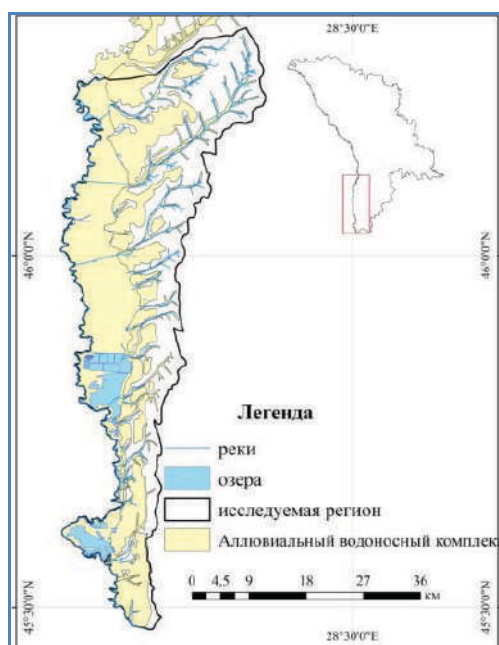 28°30'0"E
46°0'0"N
46°0'0"N
Легенда
реки
озера
исследуемая регион
Аллювиальный водоносный комплек
0 4,5 9 18 27 36
км
45°30'0"N
45°30'0"N
28°30'0"E